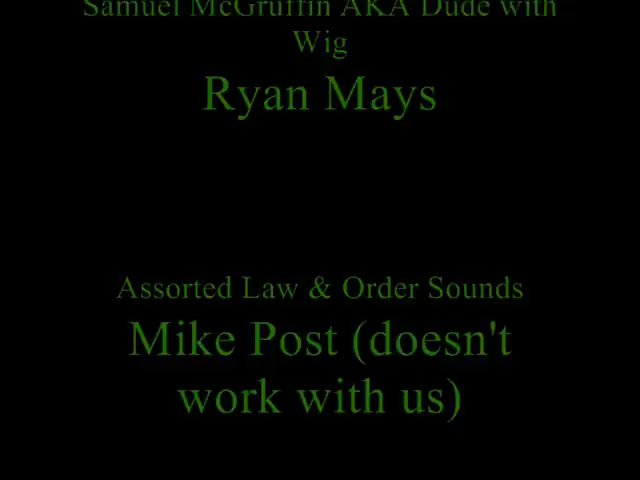 Samuel McGruffin AKA Dude with
Wig
Ryan Mays
Assorted Law & Order Sounds
Mike Post (doesn't
work with us)